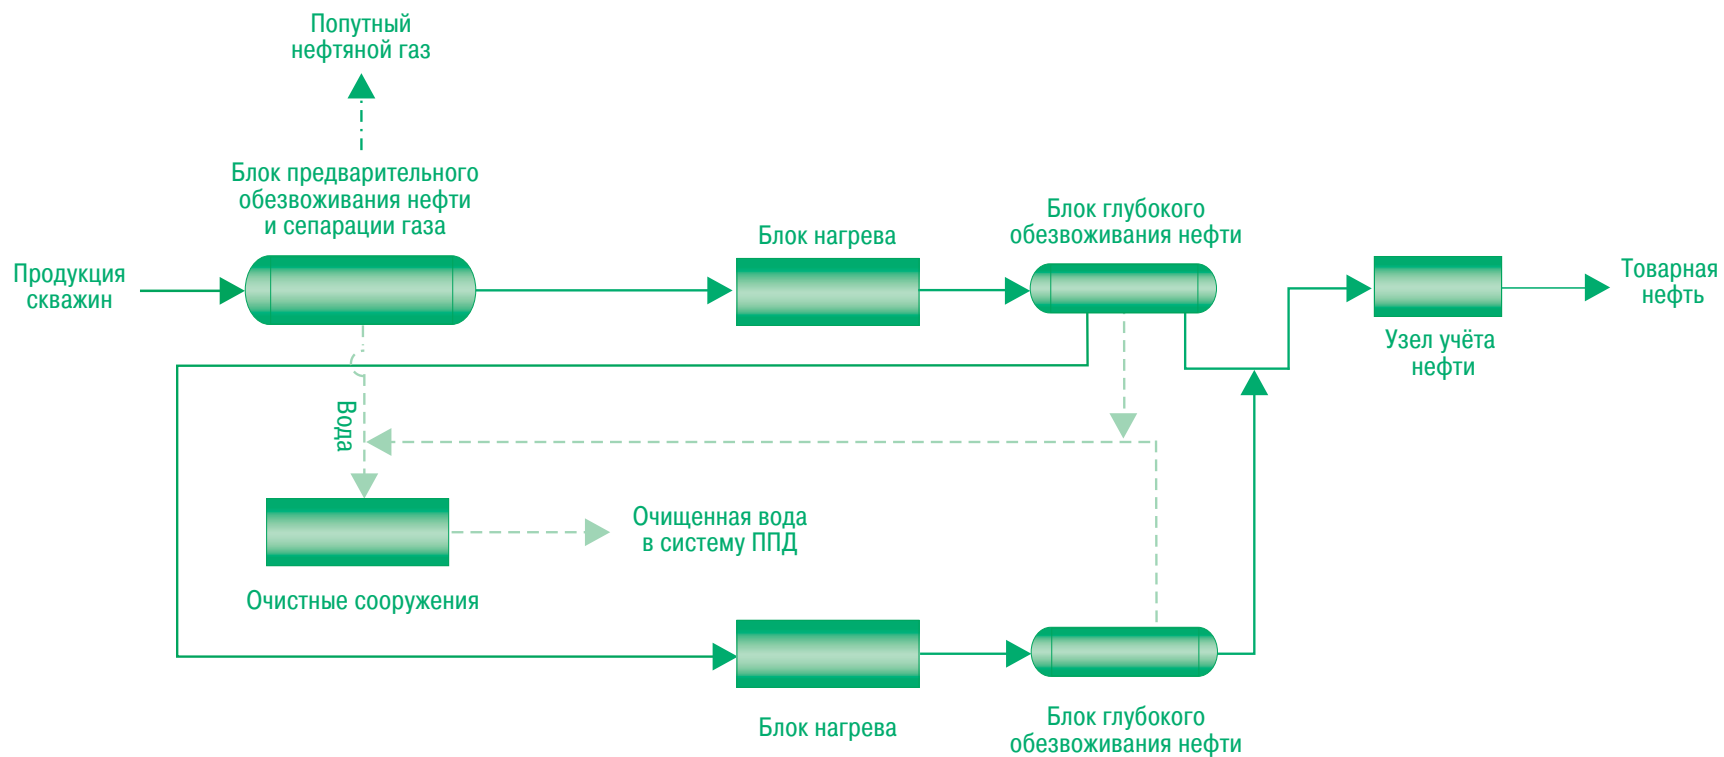 Попутный
нефтяной газ
Блок предварительного
обезвоживания нефти
и сепарации газа
Блок нагрева
Блок глубокого
обезвоживания нефти
Продукция
скважин
Товарная
нефть
Узел учёта
нефти
Вода
Очищенная вода
в систему ППД
Очистные сооружения
Блок нагрева
Блок глубокого
обезвоживания нефти